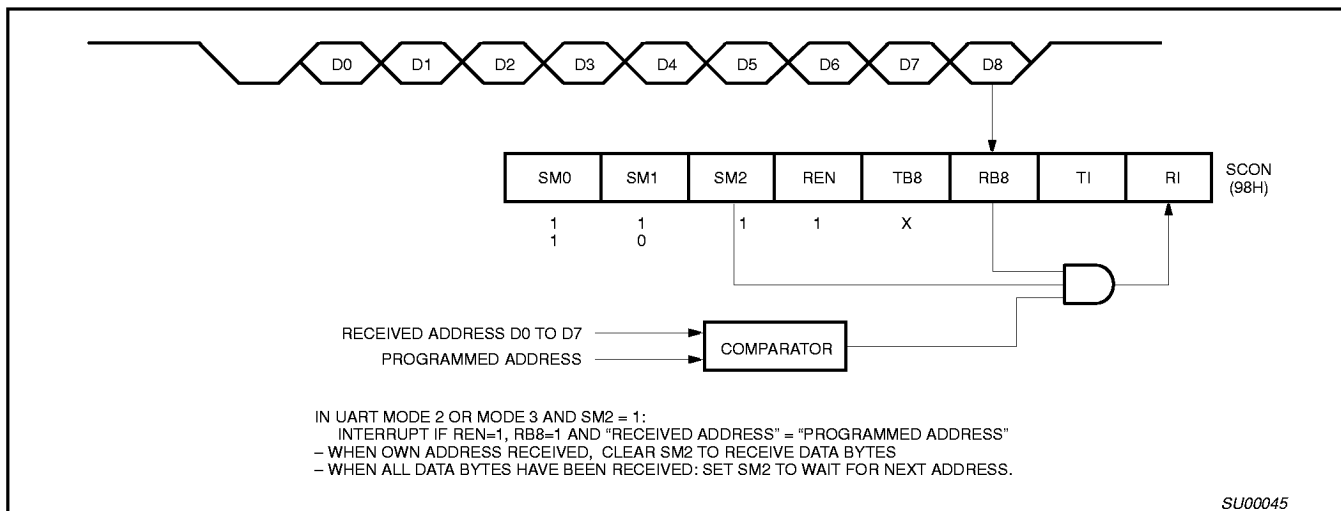 D0 D1 D2 D3 D4 D5 D6 D7 D8
SM0 SM1 SM2 REN TB8 RB8 TI RI
SCON
(98H)
1 1 1 1 X
1 0
RECEIVED ADDRESS D0 TO D7
PROGRAMMED ADDRESS
COMPARATOR
IN UART MODE 2 OR MODE 3 AND SM2 = 1:
INTERRUPT IF REN=1, RB8=1 AND “RECEIVED ADDRESS” = “PROGRAMMED ADDRESS”
– WHEN OWN ADDRESS RECEIVED, CLEAR SM2 TO RECEIVE DATA BYTES
– WHEN ALL DATA BYTES HAVE BEEN RECEIVED: SET SM2 TO WAIT FOR NEXT ADDRESS.
SU00045